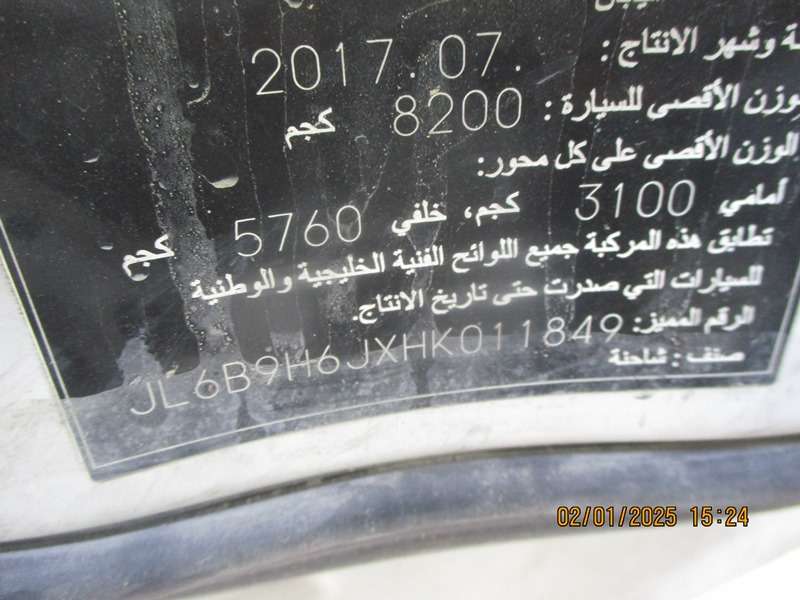 وشهر الانتاج : 2017.07.
الأقصى للسيارة : 8200 كجم
الوزن الأقصى على كل محور:
أمامي 3100 كجم، خلفي 5760 كجم
تطابق هذه المركبة جميع اللوائح الفنية الخليجية والوطنية
للسيارات التي صدرت حتى تاريخ الانتاج.
الرقم المميز: JL6B9H6JXHK011849
صنف : شاحنة
02/01/2025 15:24